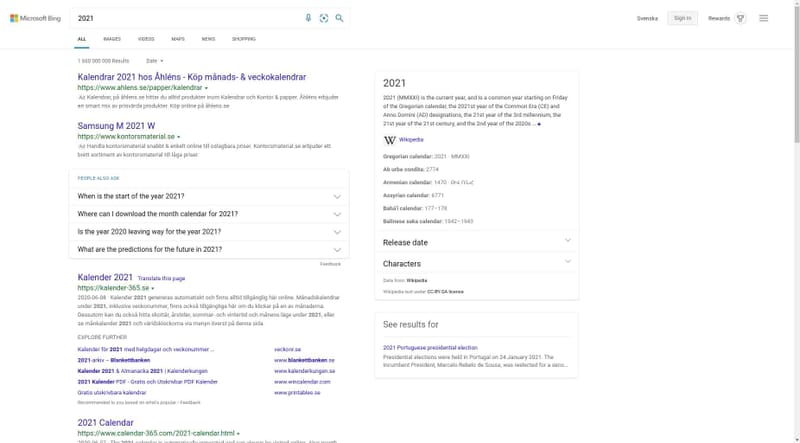 Microsoft Bing
2021
Svenska
Sign in
Rewards
ALL
IMAGES
VIDEOS
MAPS
NEWS
SHOPPING
1 660 000 000 Results
Date
Kalendrar 2021 hos Åhléns - Köp månads- & veckokalendrar
https://www.ahlens.se/papper/kalendrar
Ad Kalendrar, på åhlens.se hittar du alltid produkter inom Kalendrar och Kontor & papper. Åhléns erbjuder
en smart mix av prisvärda produkter. Köp online på åhlens.se
Samsung M 2021 W
https://www.kontorsmaterial.se
Ad Handla kontorsmaterial snabbt & enkelt online till oslagbara priser. Kontorsmaterial.se erbjuder ett
brett sortiment av kontorsmaterial till låga priser.
PEOPLE ALSO ASK
When is the start of the year 2021?
Where can I download the month calendar for 2021?
Is the year 2020 leaving way for the year 2021?
What are the predictions for the future in 2021?
Feedback
Kalender 2021 Translate this page
https://kalender-365.se
2020-06-08 · Kalender 2021 genereras automatiskt och finns alltid tillgänglig här online. Månadskalendrar
under 2021, inklusive veckonummer, finns också tillgängliga här om du klickar på en av månaderna.
Dessutom kan du också hitta skottår, årstider, sommar- och vintertid och månens läge under 2021, eller
se månkalender 2021 och världsklockorna via menyn överst på denna sida.
EXPLORE FURTHER
Kalender för 2021 med helgdagar och veckonummer ...
veckonr.se
2021-arkiv – Blankettbanken
www.blankettbanken.se
Kalender 2021 & Almanacka 2021 | Kalenderkungen
www.kalenderkungen.se
2021 Kalender PDF - Gratis och Utskrivbar PDF Kalender
www.wincalendar.com
Gratis utskrivbara kalender
www.printables.se
Recommended to you based on what's popular • Feedback
2021 Calendar
https://www.calendar-365.com/2021-calendar.html
2021
2021 (MMXXI) is the current year, and is a common year starting on Friday
of the Gregorian calendar, the 2021st year of the Common Era (CE) and
Anno Domini (AD) designations, the 21st year of the 3rd millennium, the
21st year of the 21st century, and the 2nd year of the 2020s ...
W Wikipedia
Gregorian calendar: 2021 · MMXXI
Ab urbe condita: 2774
Armenian calendar: 1470 · ԹՎ ՌՆՀ
Assyrian calendar: 6771
Bahá'í calendar: 177–178
Balinese saka calendar: 1942–1943
Release date
Characters
Data from: Wikipedia
Wikipedia text under CC-BY-SA license
See results for
2021 Portuguese presidential election
Presidential elections were held in Portugal on 24 January 2021. The
incumbent President, Marcelo Rebelo de Sousa, was reelected for a seco...